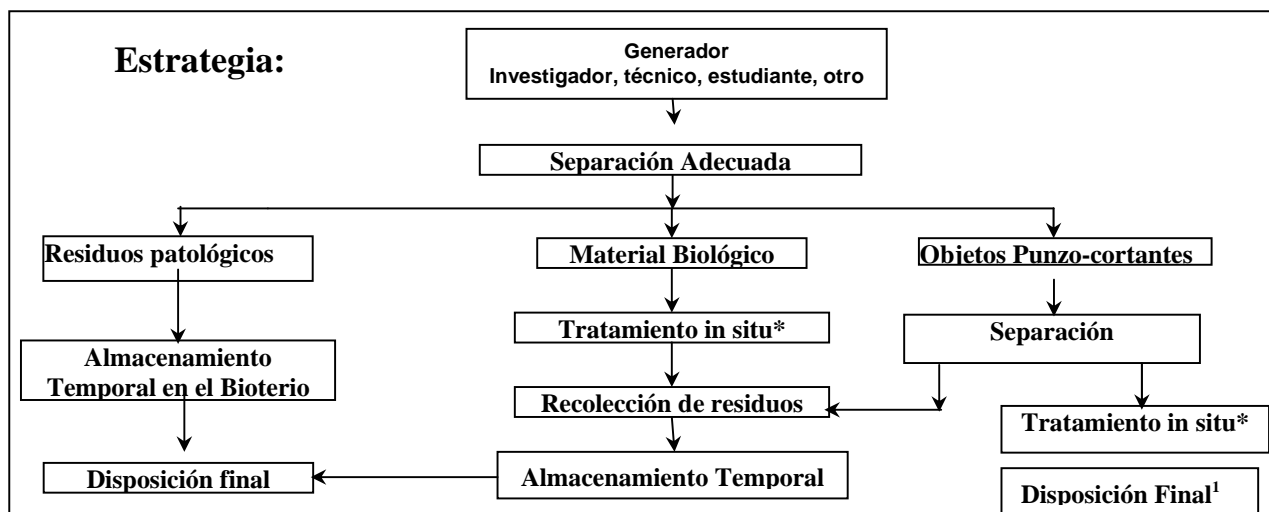 Estrategia:
Generador
Investigador, técnico, estudiante, otro
Separación Adecuada
Residuos patológicos
Material Biológico
Objetos Punzo-cortantes
Tratamiento in situ*
Separación
Almacenamiento
Temporal en el Bioterio
Recolección de residuos
Tratamiento in situ*
Disposición final
Almacenamiento Temporal
Disposición Final¹